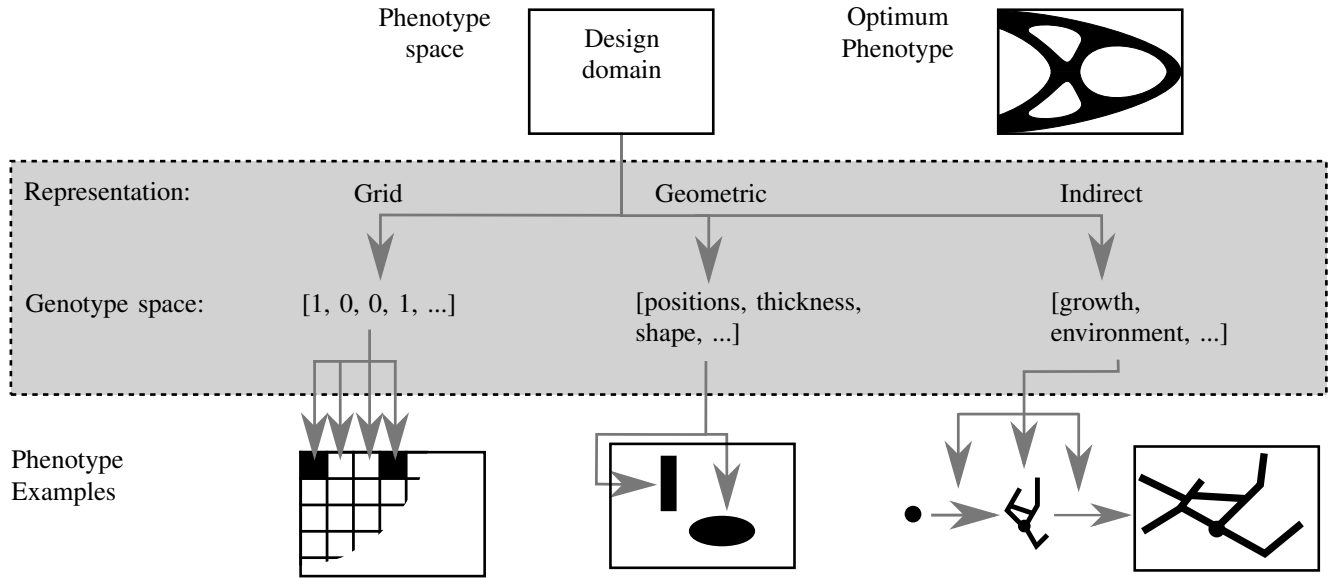 Phenotype
space
Design
domain
Optimum
Phenotype
Representation:
Grid
Geometric
Indirect
Genotype space:
[1, 0, 0, 1, ...]
[positions, thickness,
shape, ...]
[growth,
environment, ...]
Phenotype
Examples